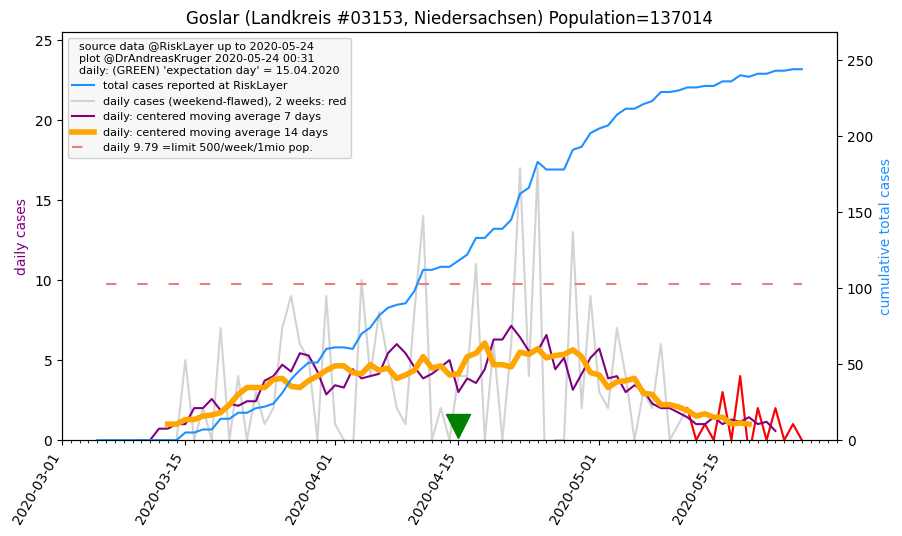 Goslar (Landkreis #03153, Niedersachsen) Population=137014
source data @RiskLayer up to 2020-05-24
plot @DrAndreasKruger 2020-05-24 00:31
daily: (GREEN) 'expectation day' = 15.04.2020
total cases reported at RiskLayer
daily cases (weekend-flawed), 2 weeks: red
daily: centered moving average 7 days
daily: centered moving average 14 days
daily 9.79 =limit 500/week/1mio pop.
daily cases
25
20
15
10
5
0
cumulative total cases
250
200
150
100
50
0
2020-03-01
2020-03-15
2020-04-01
2020-04-15
2020-05-01
2020-05-15